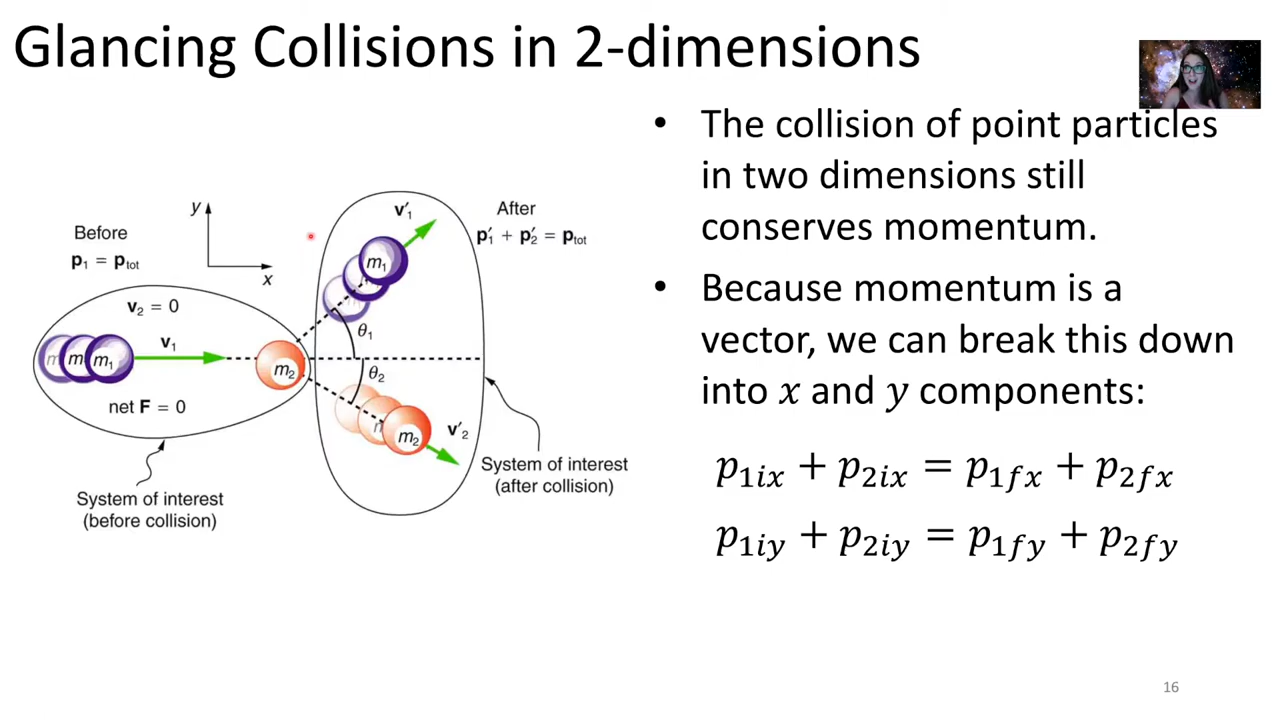 Glancing Collisions in 2-dimensions
Before
p₁ = pₜₒₜ
y
x
v₂ = 0
v₁
m₁
net F = 0
m₂
System of interest
(before collision)
v′₁
m₁
θ₁
θ₂
m₂
v′₂
After
p′₁ + p′₂ = pₜₒₜ
System of interest
(after collision)
• The collision of point particles
in two dimensions still
conserves momentum.
• Because momentum is a
vector, we can break this down
into x and y components:
p₁ᵢₓ + p₂ᵢₓ = p₁fₓ + p₂fₓ
p₁ᵢy + p₂ᵢy = p₁fy + p₂fy
16